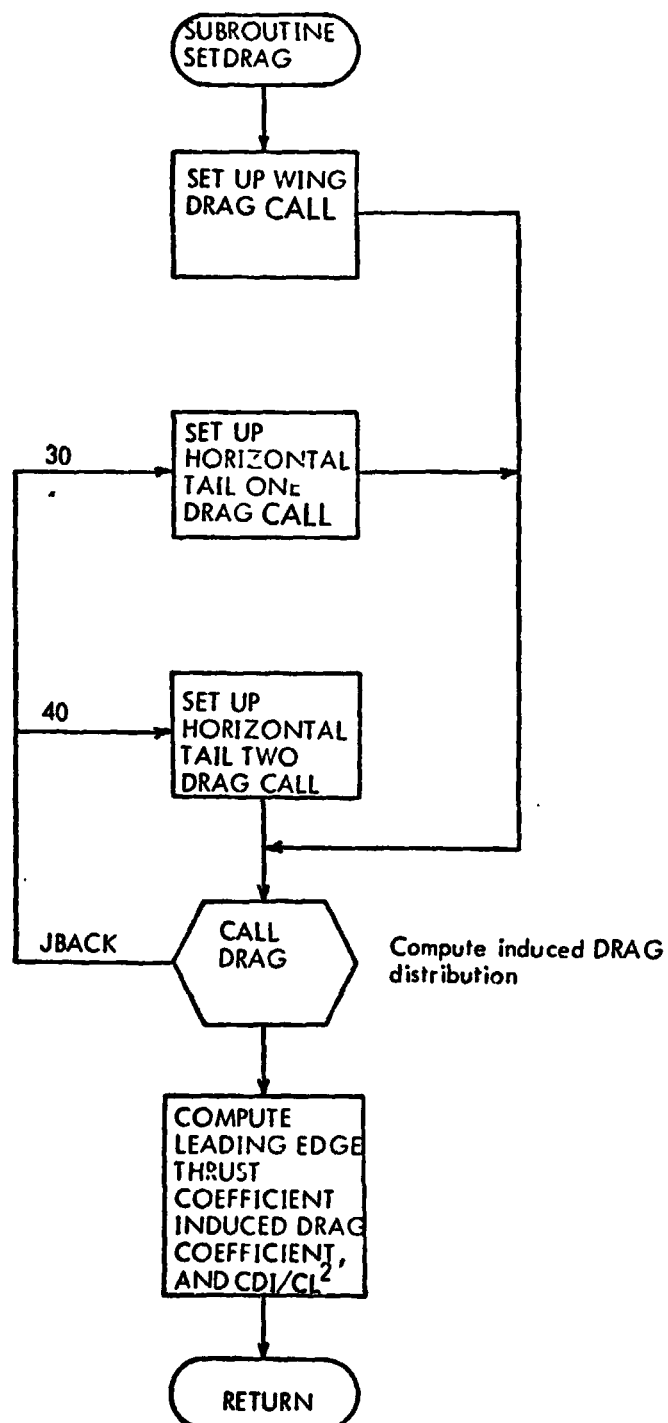 SUBROUTINE
SETDRAG
SET UP WING
DRAG CALL
30
SET UP
HORIZONTAL
TAIL ONE
DRAG CALL
40
SET UP
HORIZONTAL
TAIL TWO
DRAG CALL
JBACK
CALL
DRAG
Compute induced DRAG
distribution
COMPUTE
LEADING EDGE
THRUST
COEFFICIENT
INDUCED DRAG
COEFFICIENT,
AND CDI/CL²
RETURN